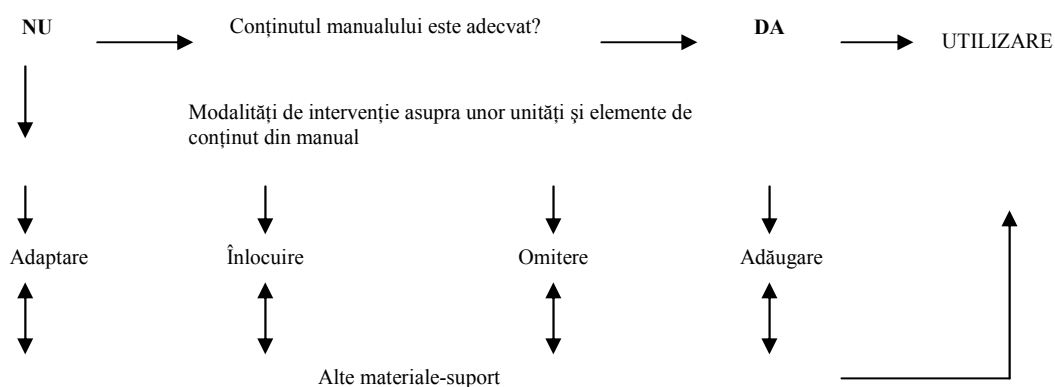 NU Conținutul manualului este adecvat? DA UTILIZARE
Modalități de intervenție asupra unor unități şi elemente de
conținut din manual
Adaptare Înlocuire Omitere Adăugare
Alte materiale-suport